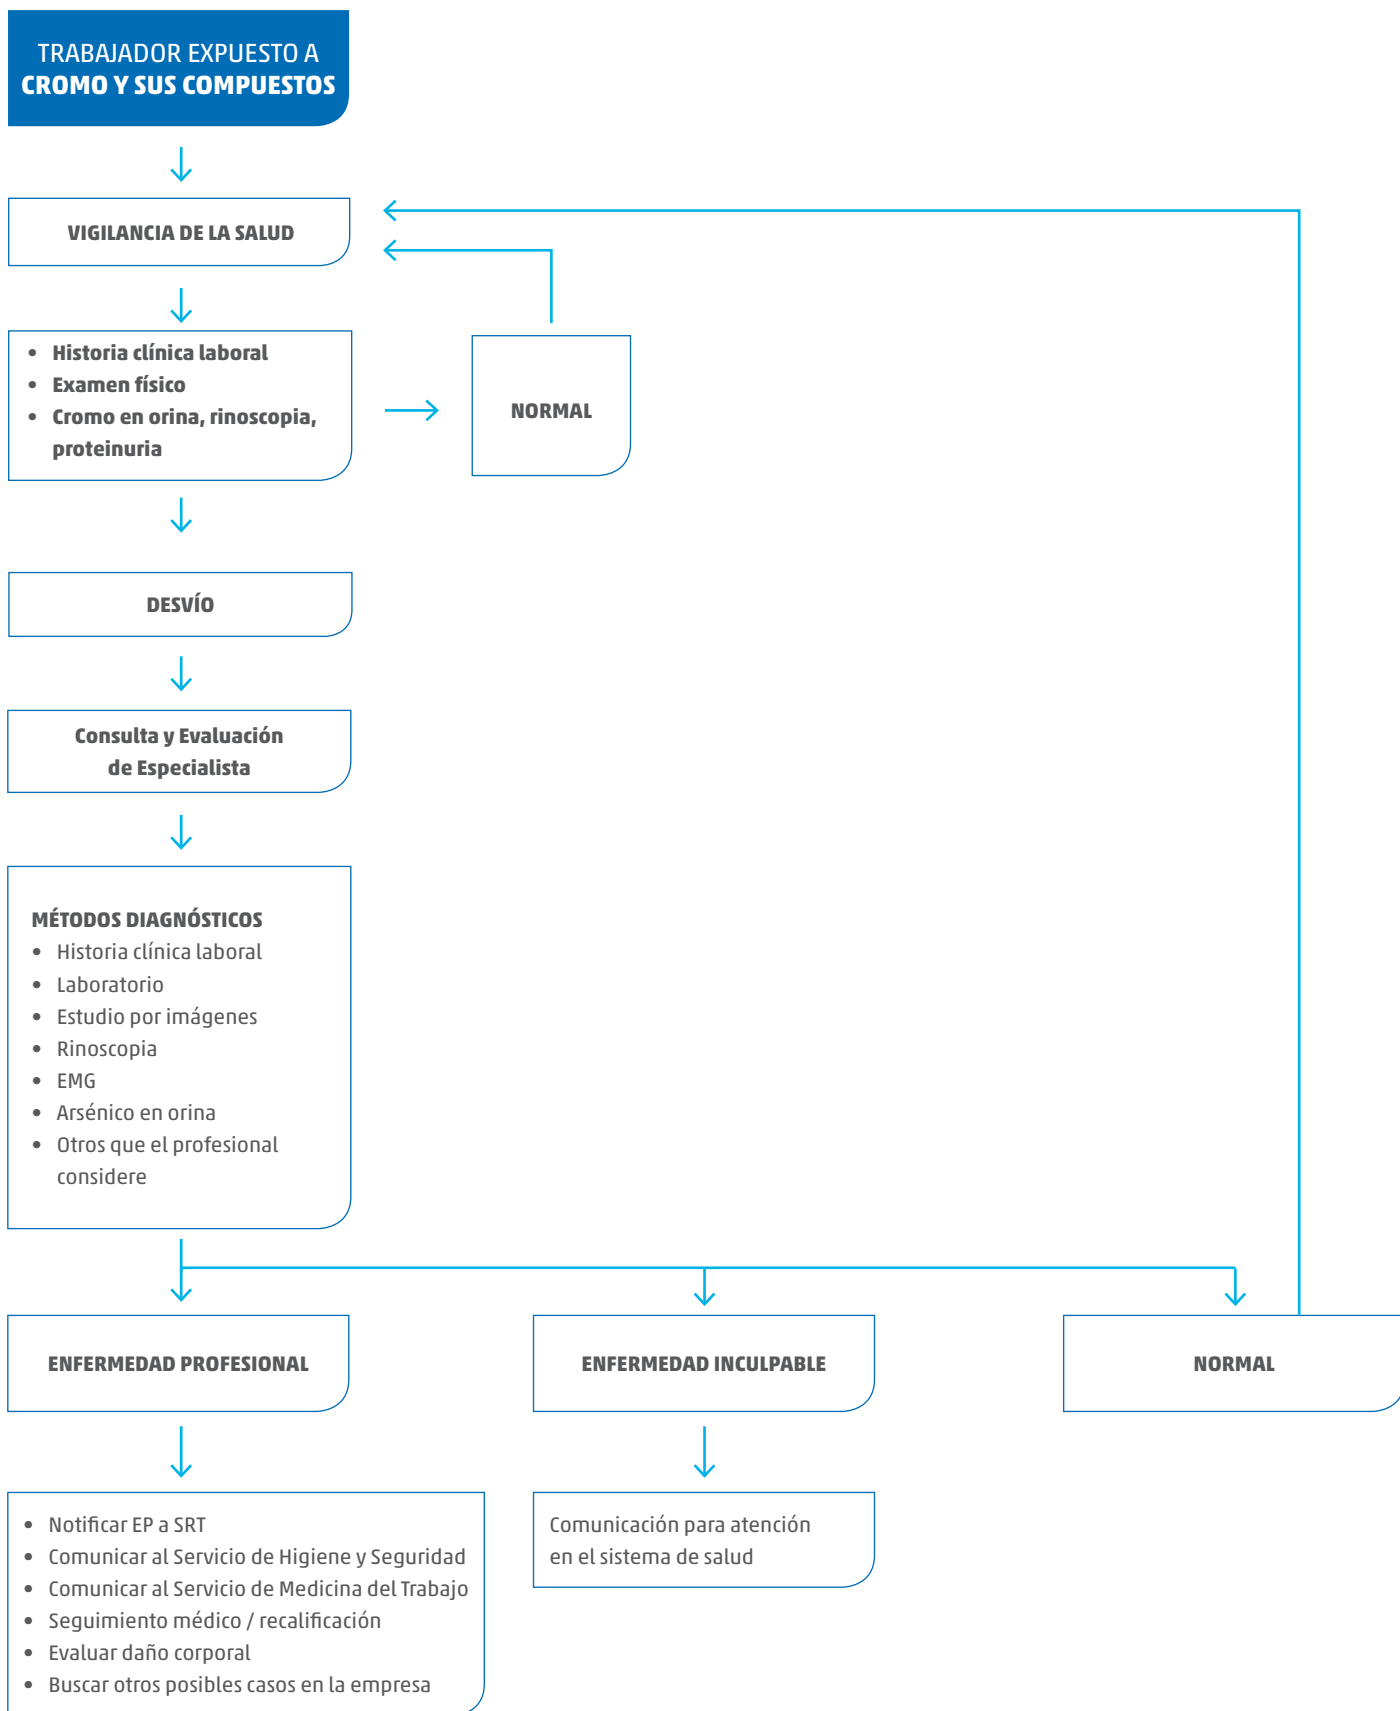 TRABAJADOR EXPUESTO A
CROMO Y SUS COMPUESTOS
VIGILANCIA DE LA SALUD
• Historia clínica laboral
• Examen físico
• Cromo en orina, rinoscopia,
proteinuria
NORMAL
DESVÍO
Consulta y Evaluación
de Especialista
MÉTODOS DIAGNÓSTICOS
• Historia clínica laboral
• Laboratorio
• Estudio por imágenes
• Rinoscopia
• EMG
• Arsénico en orina
• Otros que el profesional
considere
ENFERMEDAD PROFESIONAL
ENFERMEDAD INCULPABLE
NORMAL
• Notificar EP a SRT
• Comunicar al Servicio de Higiene y Seguridad
• Comunicar al Servicio de Medicina del Trabajo
• Seguimiento médico / recalificación
• Evaluar daño corporal
• Buscar otros posibles casos en la empresa
Comunicación para atención
en el sistema de salud